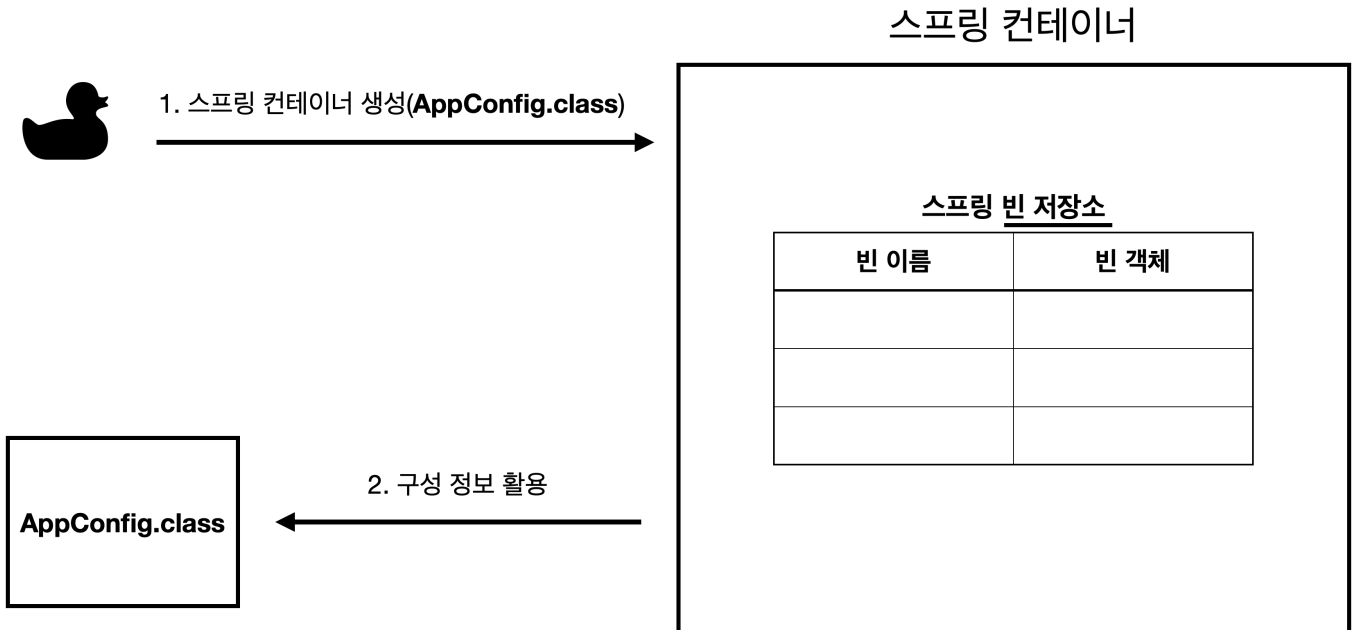 스프링 컨테이너
1. 스프링 컨테이너 생성(AppConfig.class)
스프링 빈 저장소
빈 이름
빈 객체
2. 구성 정보 활용
AppConfig.class